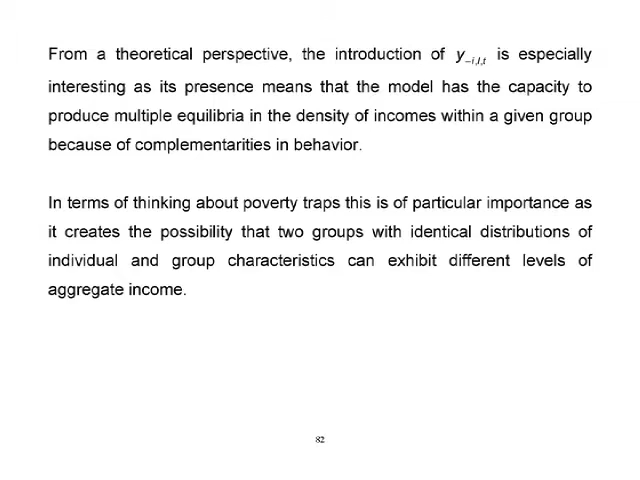 From a theoretical perspective, the introduction of y₋ᵢ,ₗ,ₜ is especially
interesting as its presence means that the model has the capacity to
produce multiple equilibria in the density of incomes within a given group
because of complementarities in behavior.
In terms of thinking about poverty traps this is of particular importance as
it creates the possibility that two groups with identical distributions of
individual and group characteristics can exhibit different levels of
aggregate income.
82